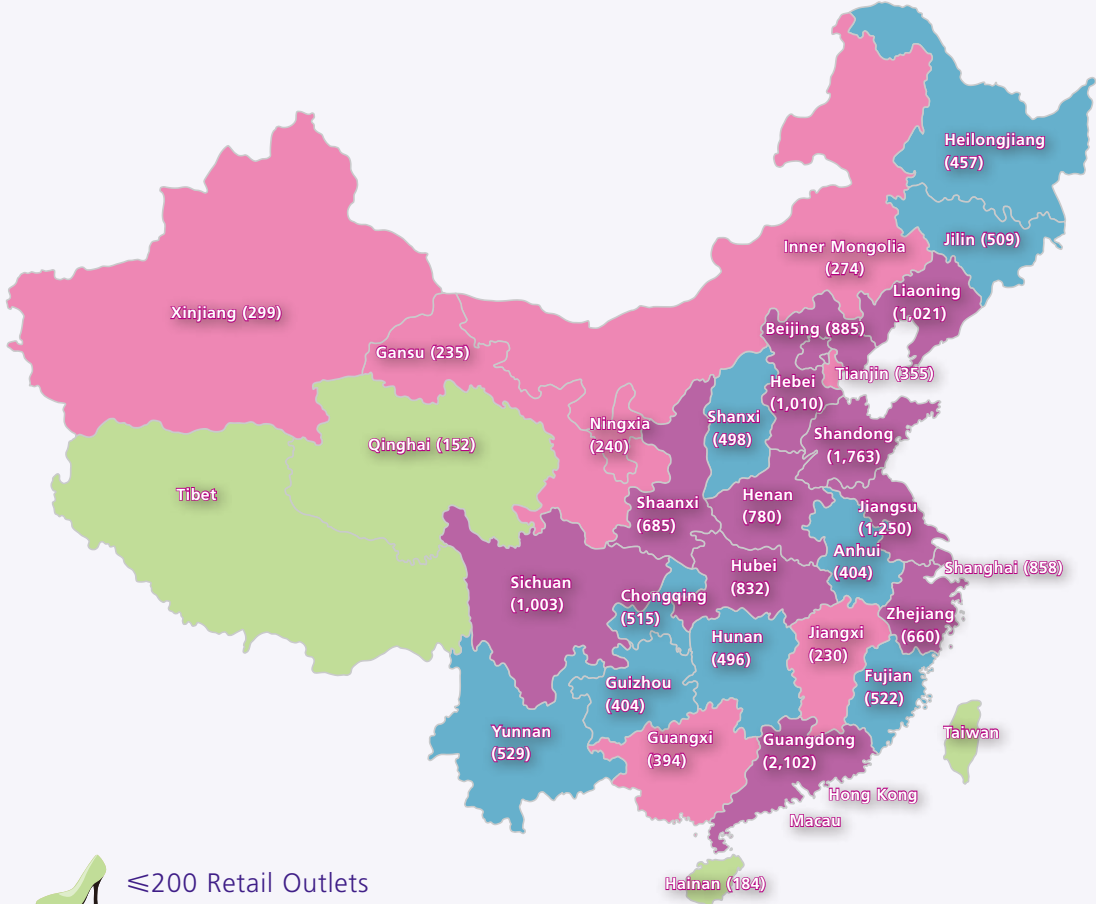 Heilongjiang
(457)
Jilin (509)
Inner Mongolia
(274)
Liaoning
(1,021)
Xinjiang (299)
Beijing (885)
Gansu (235)
Tianjin (355)
Hebei
(1,010)
Ningxia
(240)
Shanxi
(498)
Shandong
(1,763)
Qinghai (152)
Tibet
Shaanxi
(685)
Henan
(780)
Jiangsu
(1,250)
Anhui
(404)
Shanghai (858)
Sichuan
(1,003)
Hubei
(832)
Chongqing
(515)
Zhejiang
(660)
Hunan
(496)
Jiangxi
(230)
Fujian
(522)
Guizhou
(404)
Yunnan
(529)
Guangxi
(394)
Guangdong
(2,102)
Taiwan
Hong Kong
Macau
Hainan (184)
⩽200 Retail Outlets